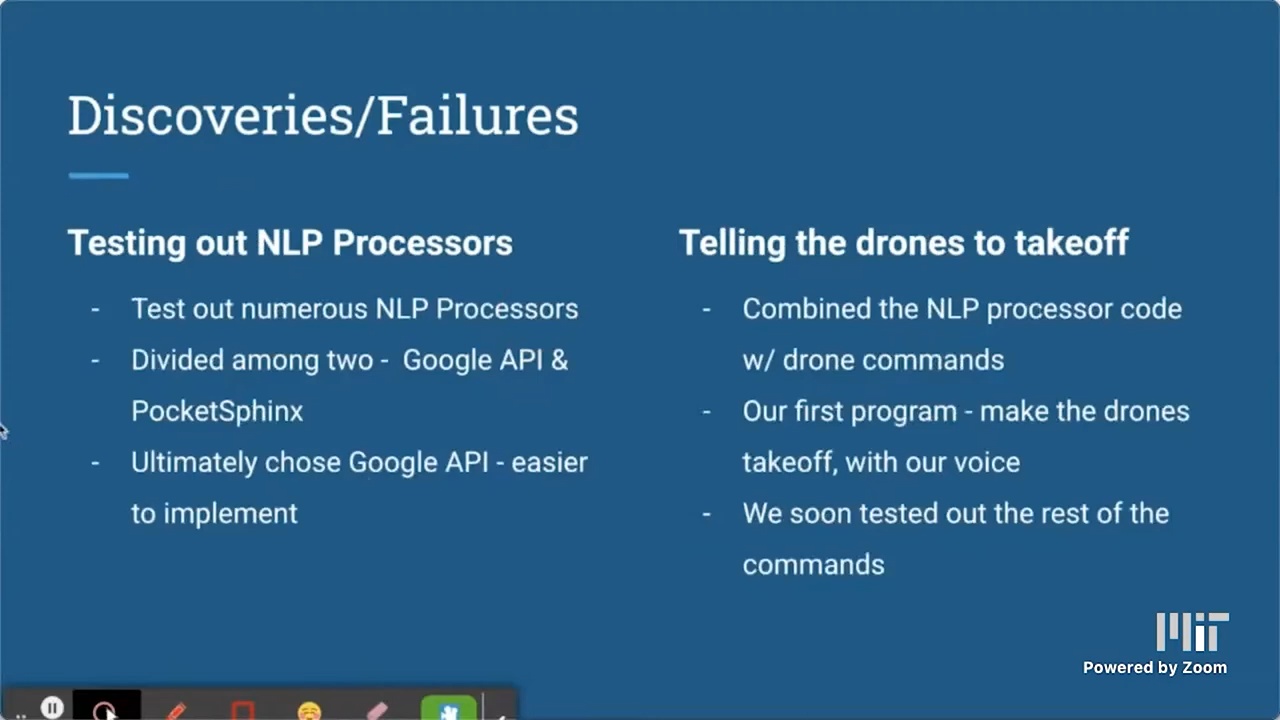 Discoveries/Failures
Testing out NLP Processors
- Test out numerous NLP Processors
- Divided among two - Google API &
PocketSphinx
- Ultimately chose Google API - easier
to implement
Telling the drones to takeoff
- Combined the NLP processor code
w/ drone commands
- Our first program - make the drones
takeoff, with our voice
- We soon tested out the rest of the
commands
MIT
Powered by Zoom